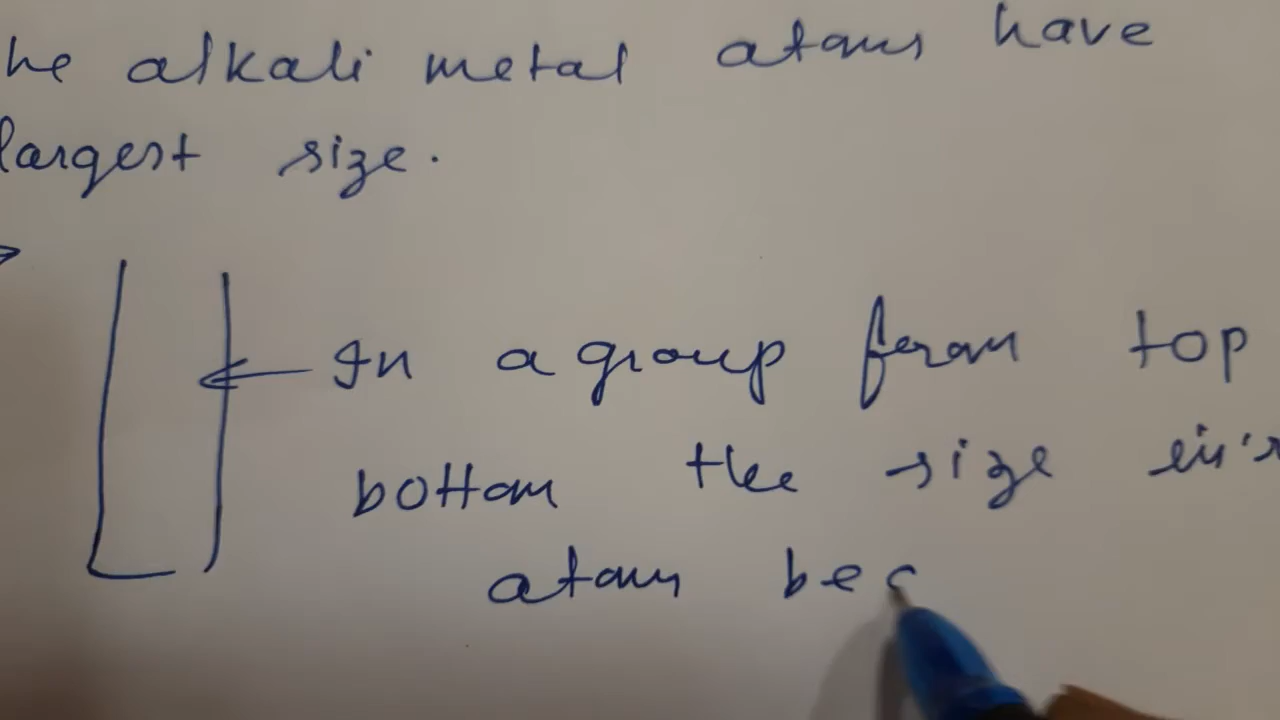 he alkali metal atoms have
largest size.
In a group from top
bottom the size
atom bec